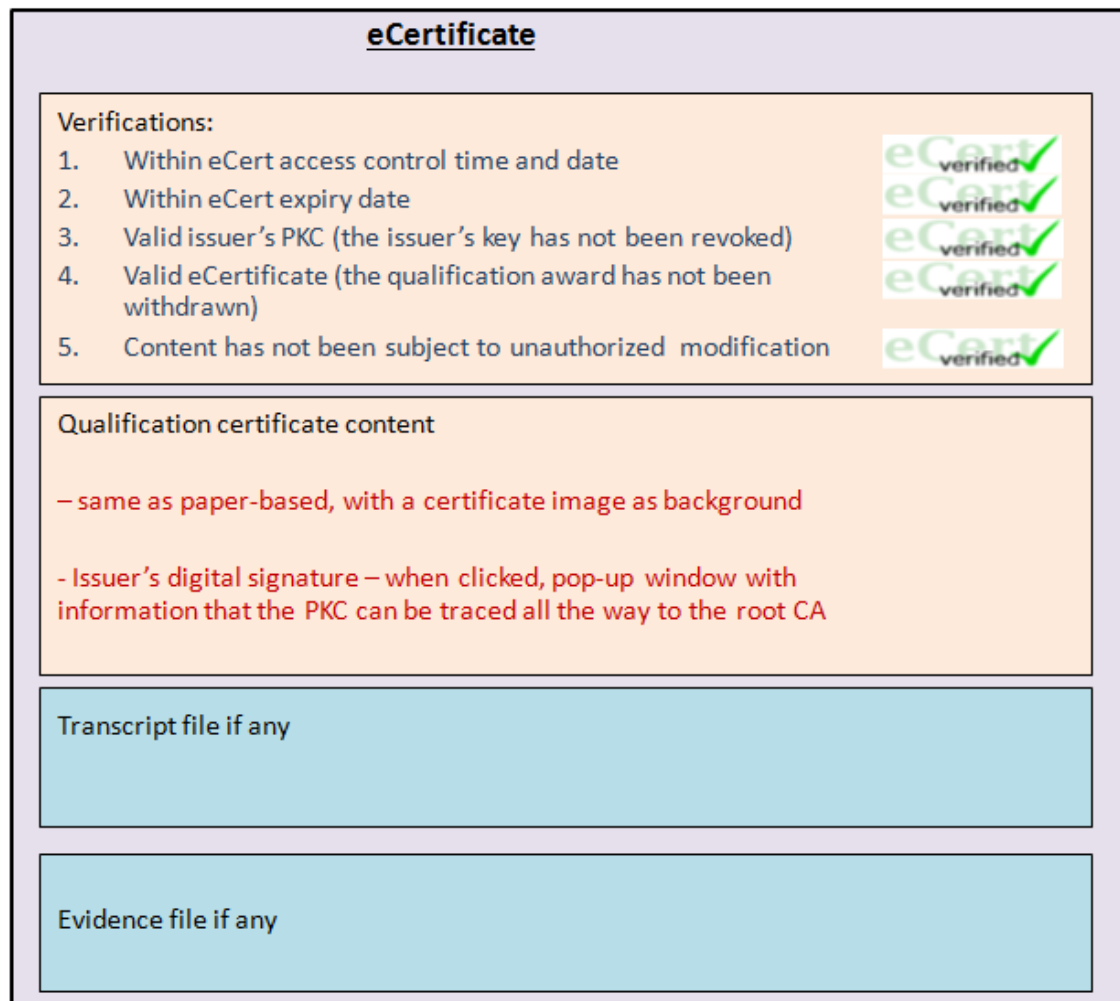 eCertificate
Verifications:
1. Within eCert access control time and date
eCert verified
2. Within eCert expiry date
eCert verified
3. Valid issuer's PKC (the issuer's key has not been revoked)
eCert verified
4. Valid eCertificate (the qualification award has not been
withdrawn)
eCert verified
5. Content has not been subject to unauthorized modification
eCert verified
Qualification certificate content
– same as paper-based, with a certificate image as background
- Issuer's digital signature – when clicked, pop-up window with
information that the PKC can be traced all the way to the root CA
Transcript file if any
Evidence file if any